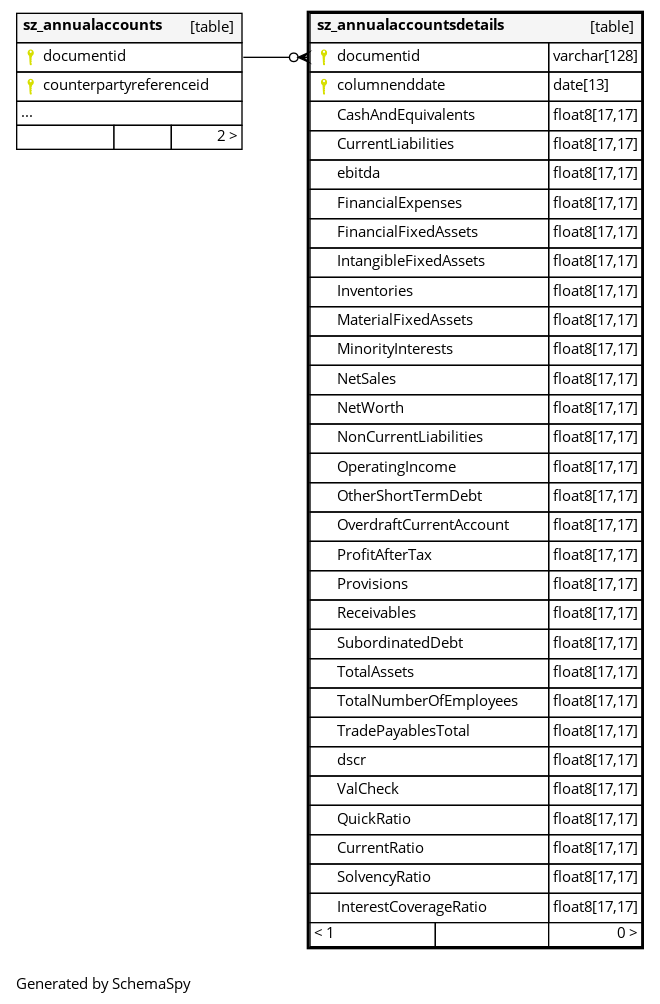 sz_annualaccounts [table]
documentid
counterpartyreferenceid
...
2 >
sz_annualaccountsdetails [table]
documentid varchar[128]
columnenddate date[13]
CashAndEquivalents float8[17,17]
CurrentLiabilities float8[17,17]
ebitda float8[17,17]
FinancialExpenses float8[17,17]
FinancialFixedAssets float8[17,17]
IntangibleFixedAssets float8[17,17]
Inventories float8[17,17]
MaterialFixedAssets float8[17,17]
MinorityInterests float8[17,17]
NetSales float8[17,17]
NetWorth float8[17,17]
NonCurrentLiabilities float8[17,17]
OperatingIncome float8[17,17]
OtherShortTermDebt float8[17,17]
OverdraftCurrentAccount float8[17,17]
ProfitAfterTax float8[17,17]
Provisions float8[17,17]
Receivables float8[17,17]
SubordinatedDebt float8[17,17]
TotalAssets float8[17,17]
TotalNumberOfEmployees float8[17,17]
TradePayablesTotal float8[17,17]
dscr float8[17,17]
ValCheck float8[17,17]
QuickRatio float8[17,17]
CurrentRatio float8[17,17]
SolvencyRatio float8[17,17]
InterestCoverageRatio float8[17,17]
< 1 0 >
Generated by SchemaSpy